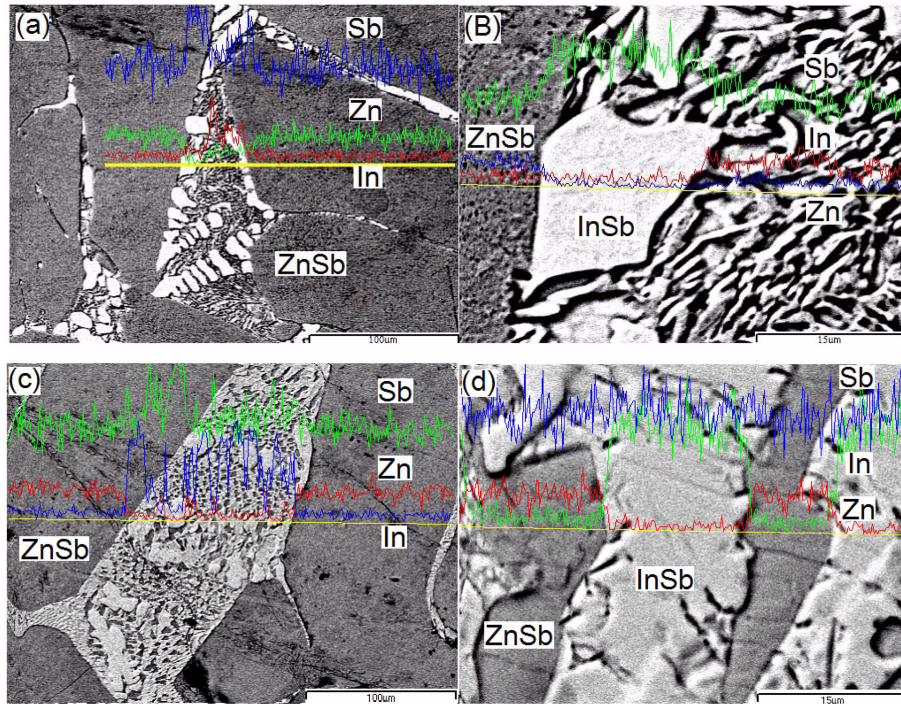 (a)
Sb
Zn
In
ZnSb
100um
(B)
Sb
ZnSb
In
InSb
Zn
15um
(c)
Sb
Zn
ZnSb
In
100um
(d)
Sb
In
Zn
InSb
ZnSb
15um